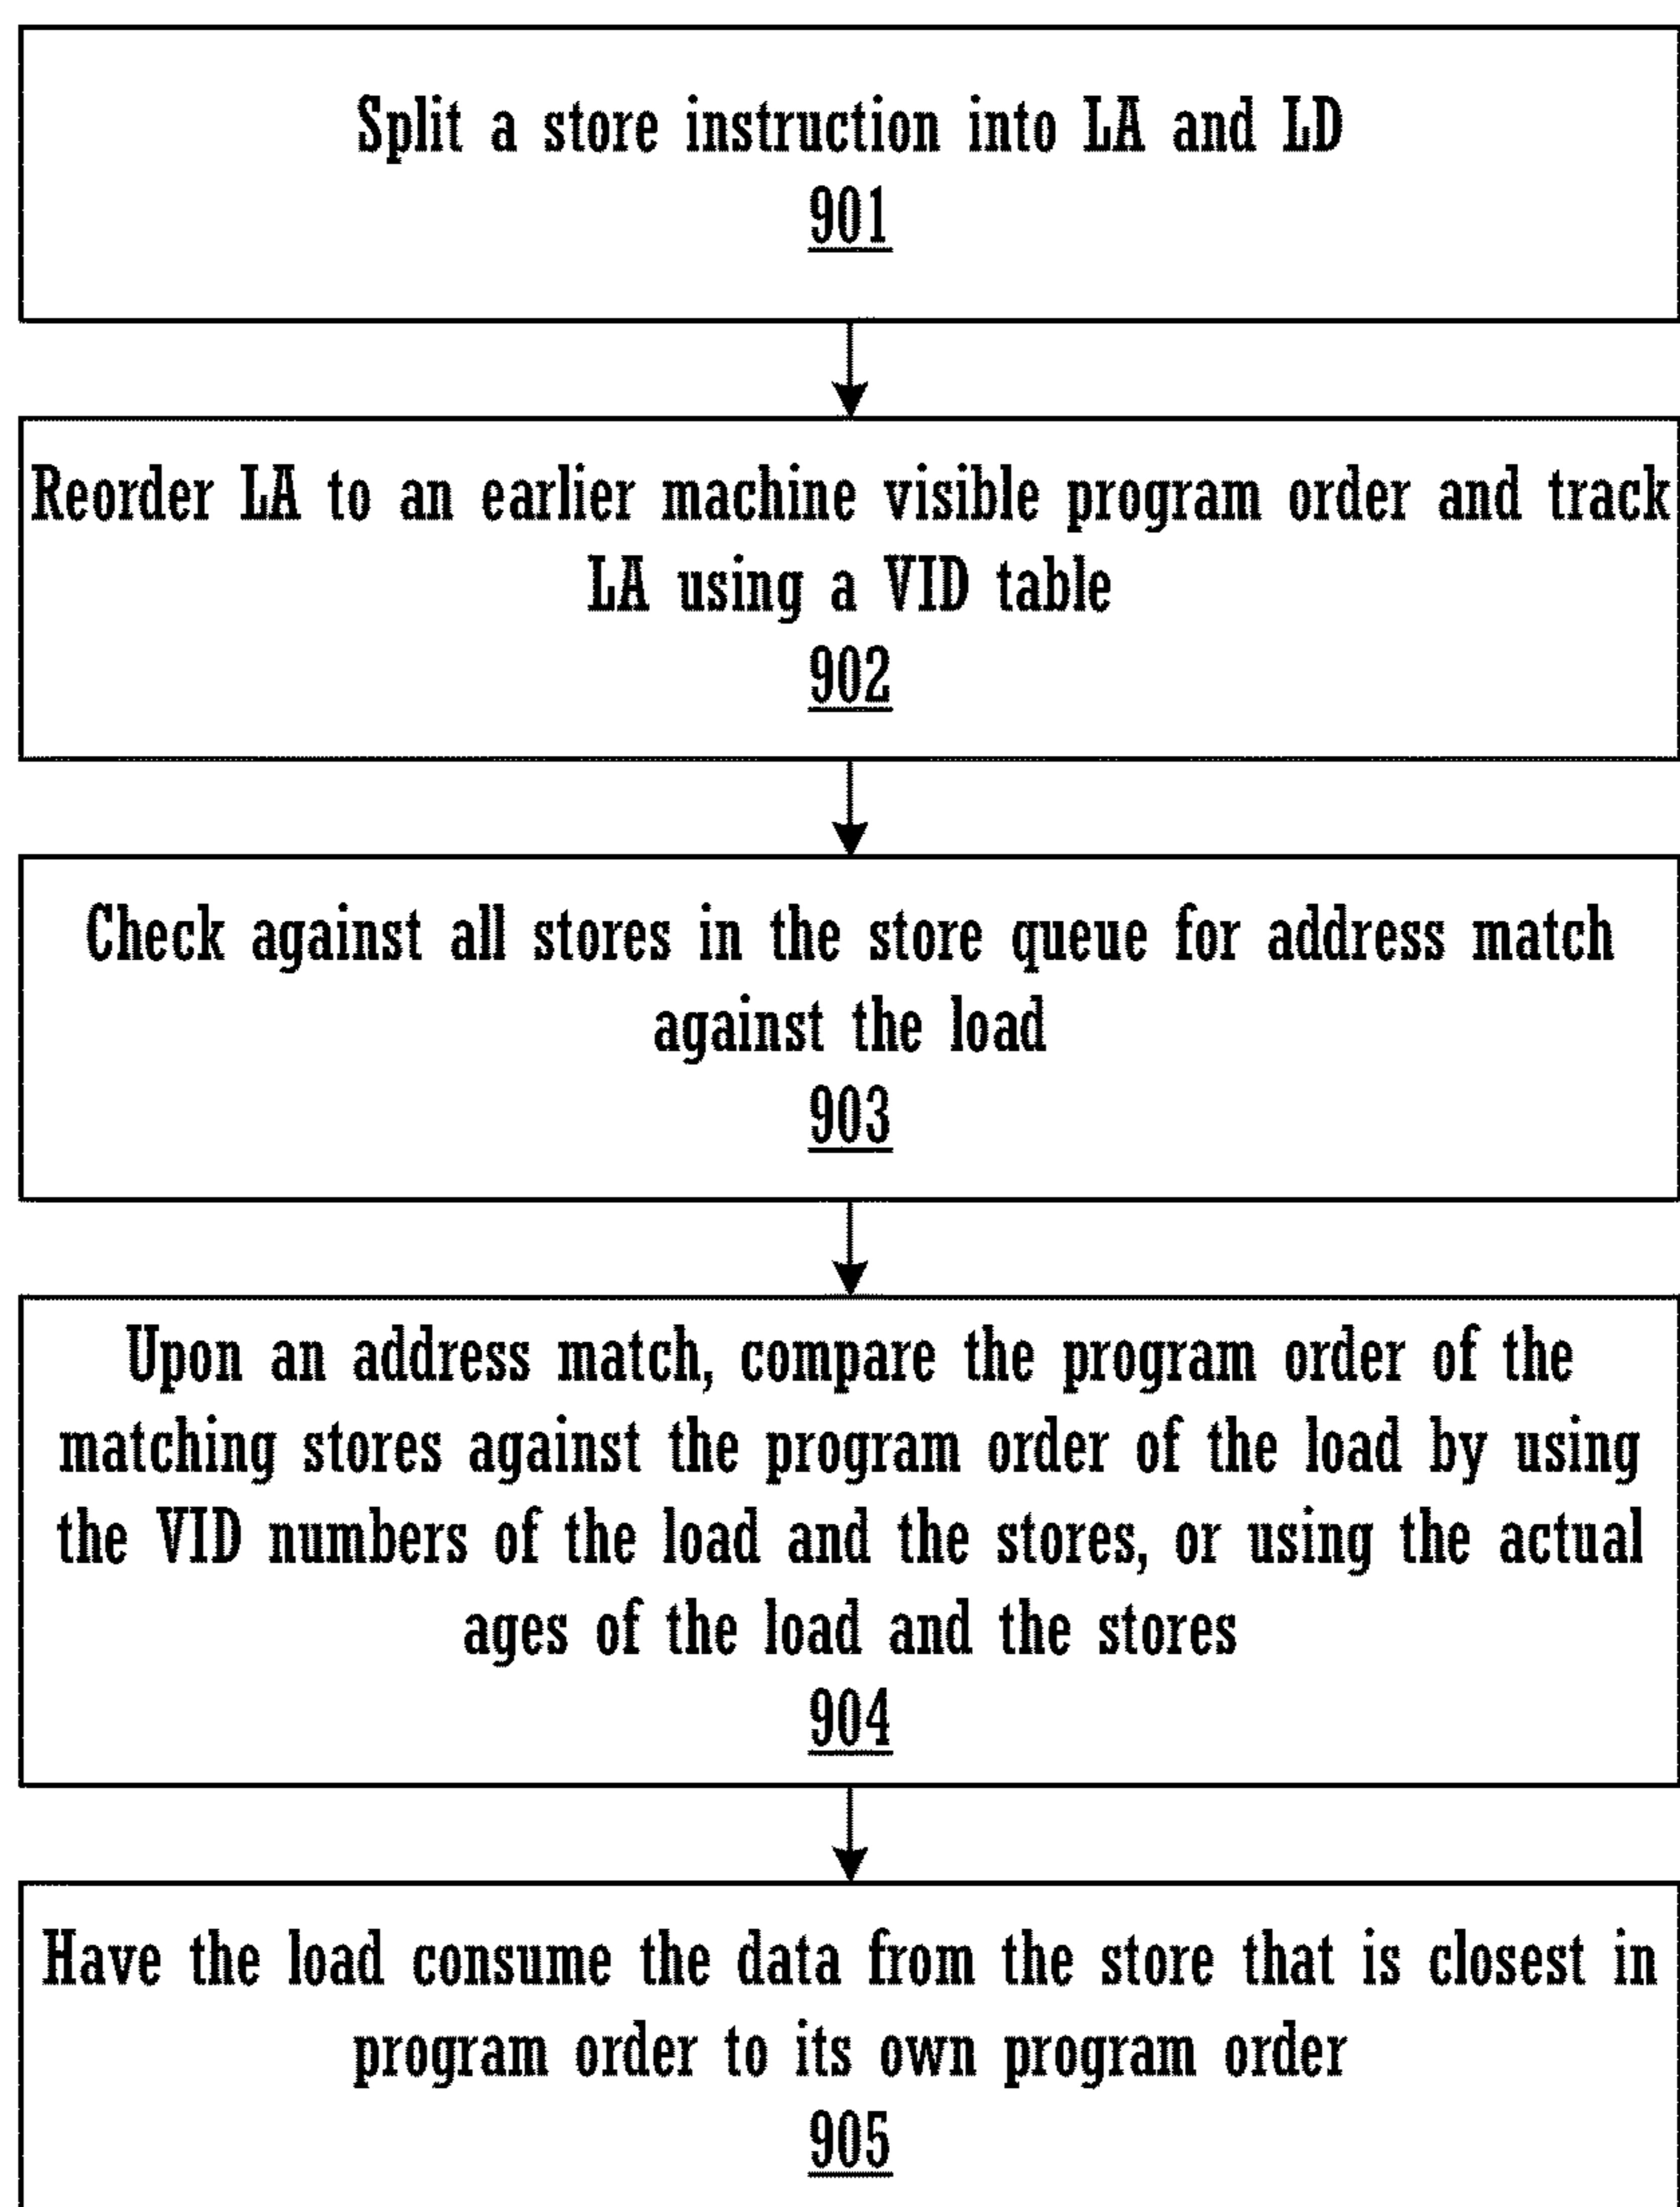 Split a store instruction into LA and LD
901
Reorder LA to an earlier machine visible program order and track
LA using a VID table
902
Check against all stores in the store queue for address match
against the load
903
Upon an address match, compare the program order of the
matching stores against the program order of the load by using
the VID numbers of the load and the stores, or using the actual
ages of the load and the stores
904
Have the load consume the data from the store that is closest in
program order to its own program order
905